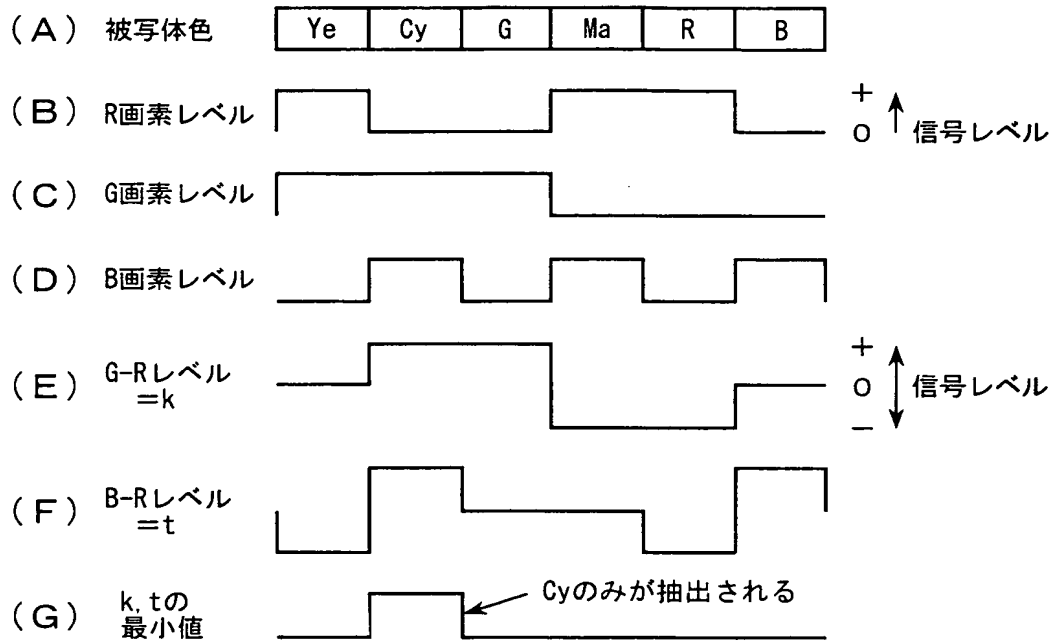 (A) 被写体色 Ye Cy G Ma R B
(B) R画素レベル
+
0 信号レベル
(C) G画素レベル
(D) B画素レベル
(E) G-Rレベル
=k
+
0 信号レベル
−
(F) B-Rレベル
=t
(G) k,tの
最小値
Cyのみが抽出される